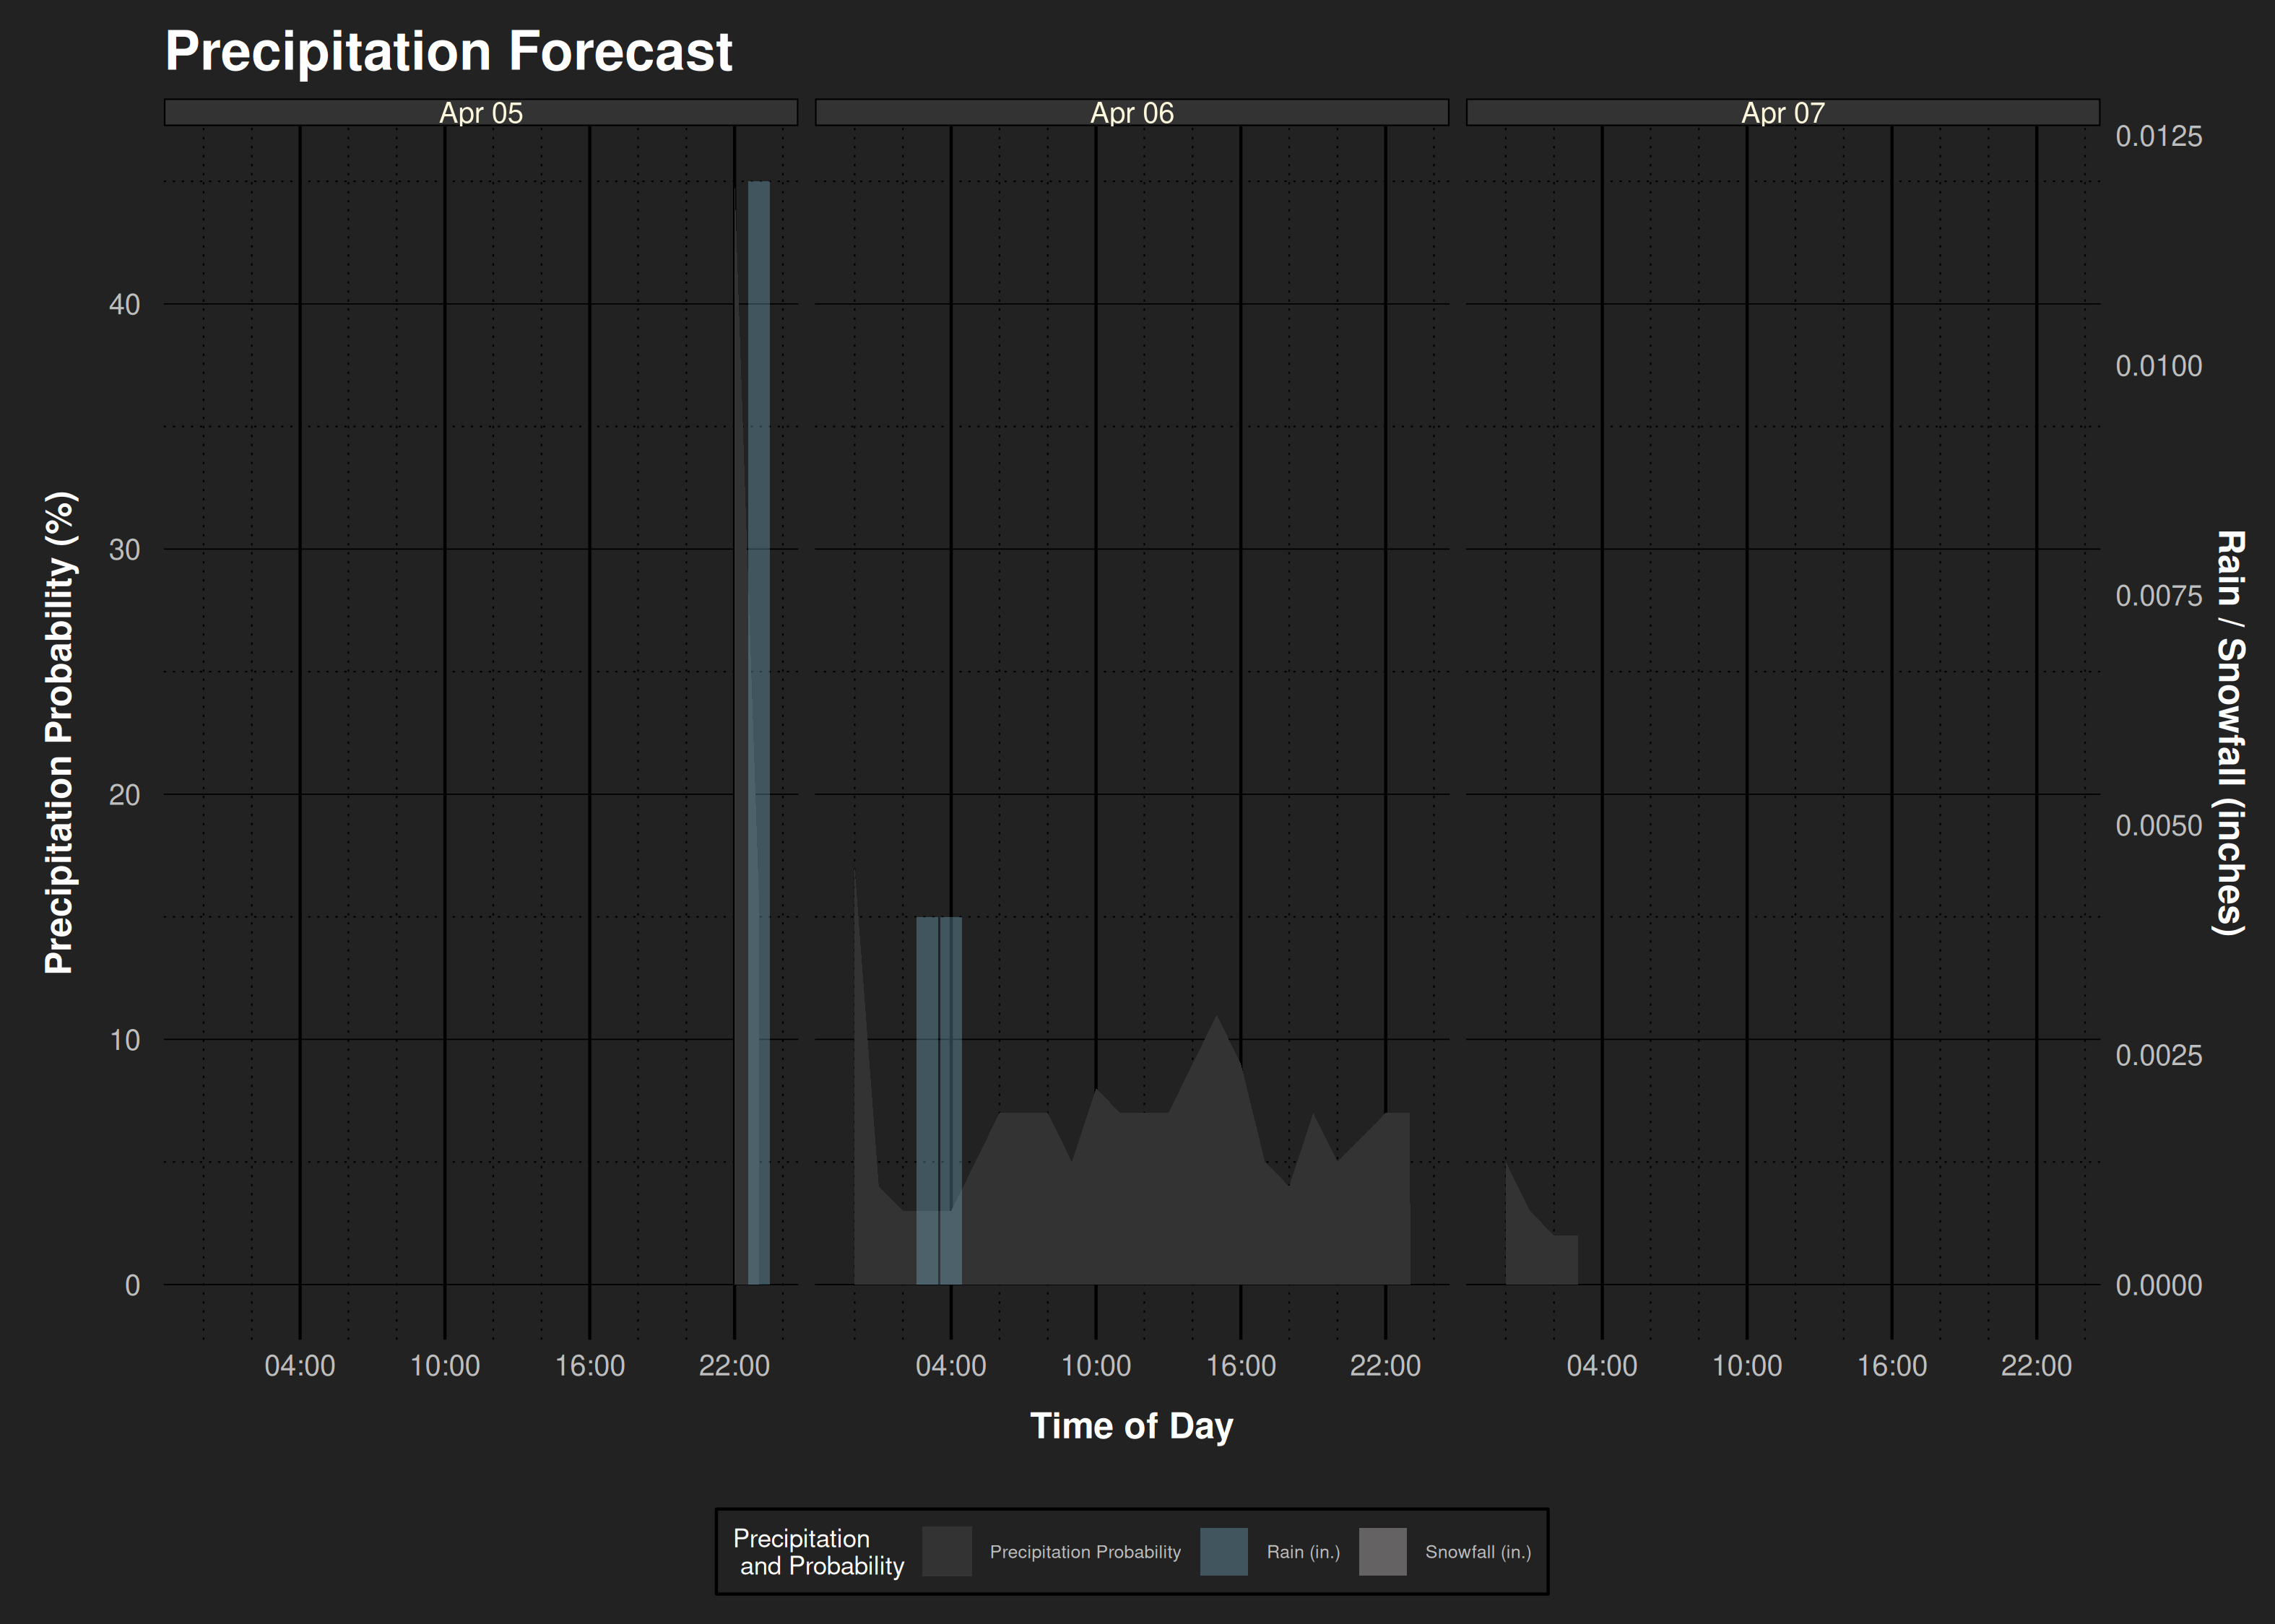 Precipitation Forecast
Apr 05
Apr 06
Apr 07
Precipitation Probability (%)
40
30
20
10
0
0.0125
0.0100
0.0075
0.0050
0.0025
0.0000
Rain / Snowfall (inches)
04:00 10:00 16:00 22:00 04:00 10:00 16:00 22:00 04:00 10:00 16:00 22:00
Time of Day
Precipitation
and Probability
Precipitation Probability
Rain (in.)
Snowfall (in.)